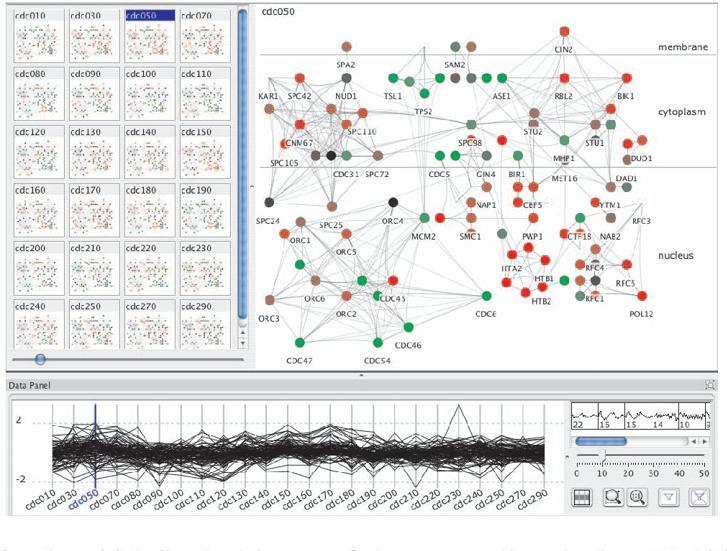 cdc010 cdc030 cdc050 cdc070
cdc080 cdc090 cdc100 cdc110
cdc120 cdc130 cdc140 cdc150
cdc160 cdc170 cdc180 cdc190
cdc200 cdc210 cdc220 cdc230
cdc240 cdc250 cdc270 cdc290
cdc050
CIN2
membrane
SPA2 SAM2
KAR1 SPC42 NUD1 TSL1 ASE1 RBL2 BIK1
TPS2
cytoplasm
SPC110 STU2
CNM67 SPC98 STU1
SPC105 MHP1 DUO1
CDC31 SPC72 CDC5 GIN4 BIR1 MET16 DAD1
NAP1 CEF5 YTM1
SPC24 SPC25 ORC4 RFC3
ORC1 MCM2 SMC1 PWP1 CTF18 NAB2
ORC5
nucleus
HTA2 RFC4
HTB1 RFC5
ORC6 CDC45 HTB2 RFC1
ORC3 ORC2 CDC6 POL12
CDC46
CDC47 CDC54
Data Panel
2
-2
cdc010 cdc030 cdc050 cdc070 cdc080 cdc090 cdc100 cdc110 cdc120 cdc130 cdc140 cdc150 cdc160 cdc170 cdc180 cdc190 cdc200 cdc210 cdc220 cdc230 cdc240 cdc250 cdc270 cdc290
22 15 15 14 10
0 10 20 30 40 50